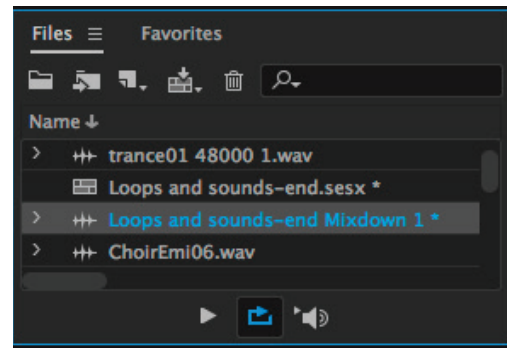 Files Favorites
Name
trance01 48000 1.wav
Loops and sounds-end.sesx *
Loops and sounds-end Mixdown 1 *
ChoirEmi06.wav